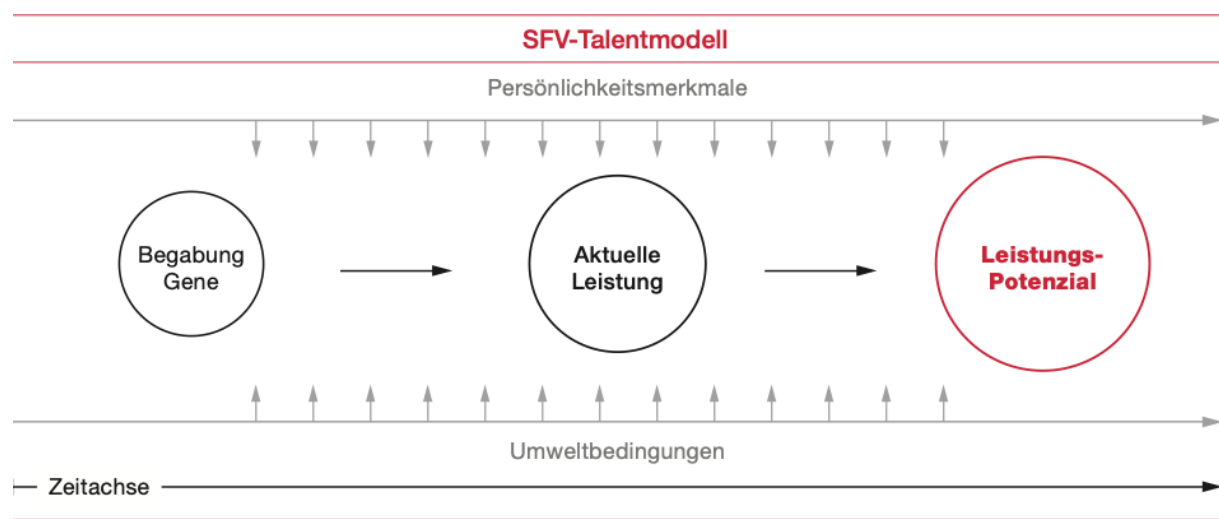 SFV-Talentmodell
Persönlichkeitsmerkmale
Begabung
Gene
Aktuelle
Leistung
Leistungs-
Potenzial
Umweltbedingungen
Zeitachse